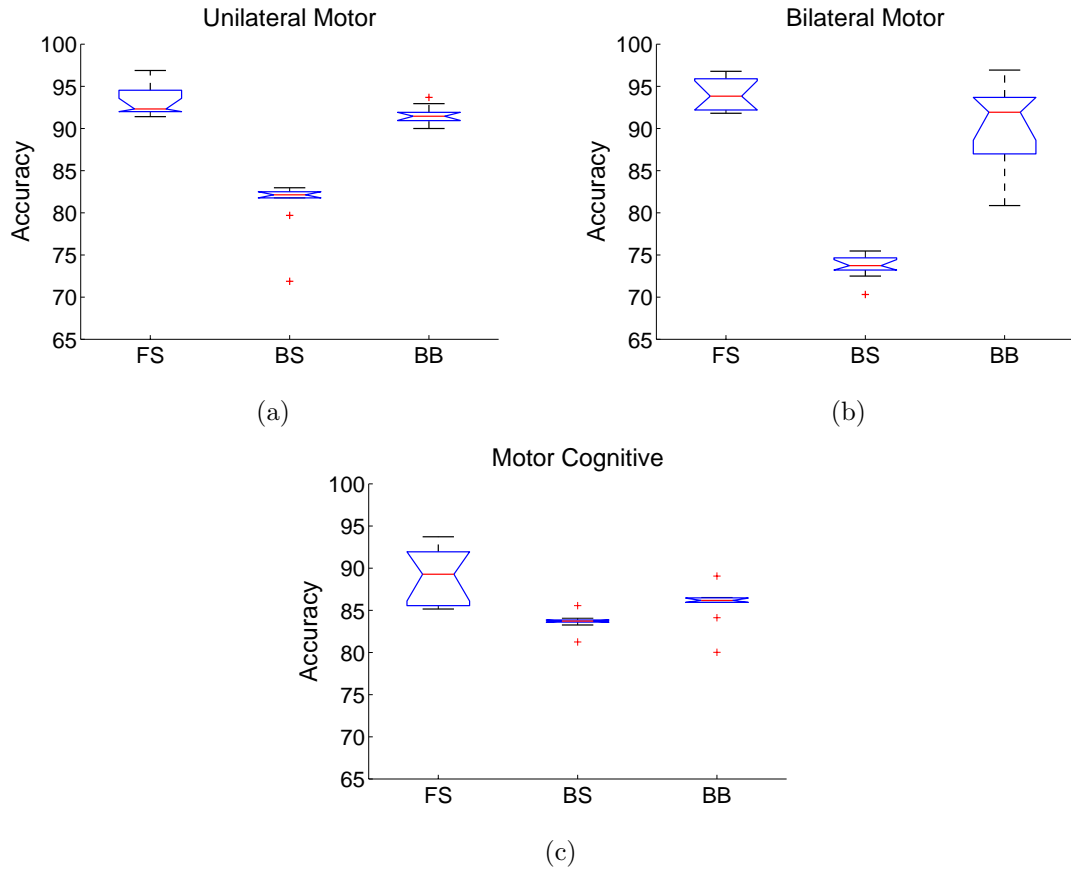 Unilateral Motor
100
95
90
85
80
75
70
65
Accuracy
FS BS BB
(a)
Bilateral Motor
100
95
90
85
80
75
70
65
Accuracy
FS BS BB
(b)
Motor Cognitive
100
95
90
85
80
75
70
65
Accuracy
FS BS BB
(c)